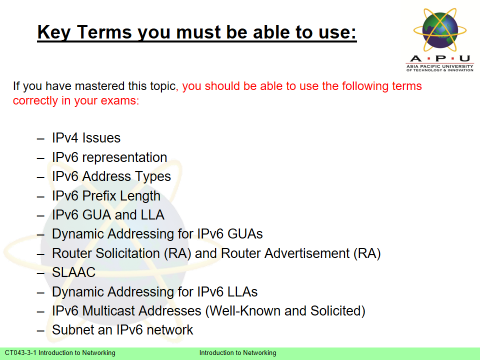 Key Terms you must be able to use:
A • P • U
ASIA PACIFIC UNIVERSITY
OF TECHNOLOGY & INNOVATION
If you have mastered this topic, you should be able to use the following terms
correctly in your exams:
– IPv4 Issues
– IPv6 representation
– IPv6 Address Types
– IPv6 Prefix Length
– IPv6 GUA and LLA
– Dynamic Addressing for IPv6 GUAs
– Router Solicitation (RA) and Router Advertisement (RA)
– SLAAC
– Dynamic Addressing for IPv6 LLAs
– IPv6 Multicast Addresses (Well-Known and Solicited)
– Subnet an IPv6 network
CT043-3-1 Introduction to Networking
Introduction to Networking